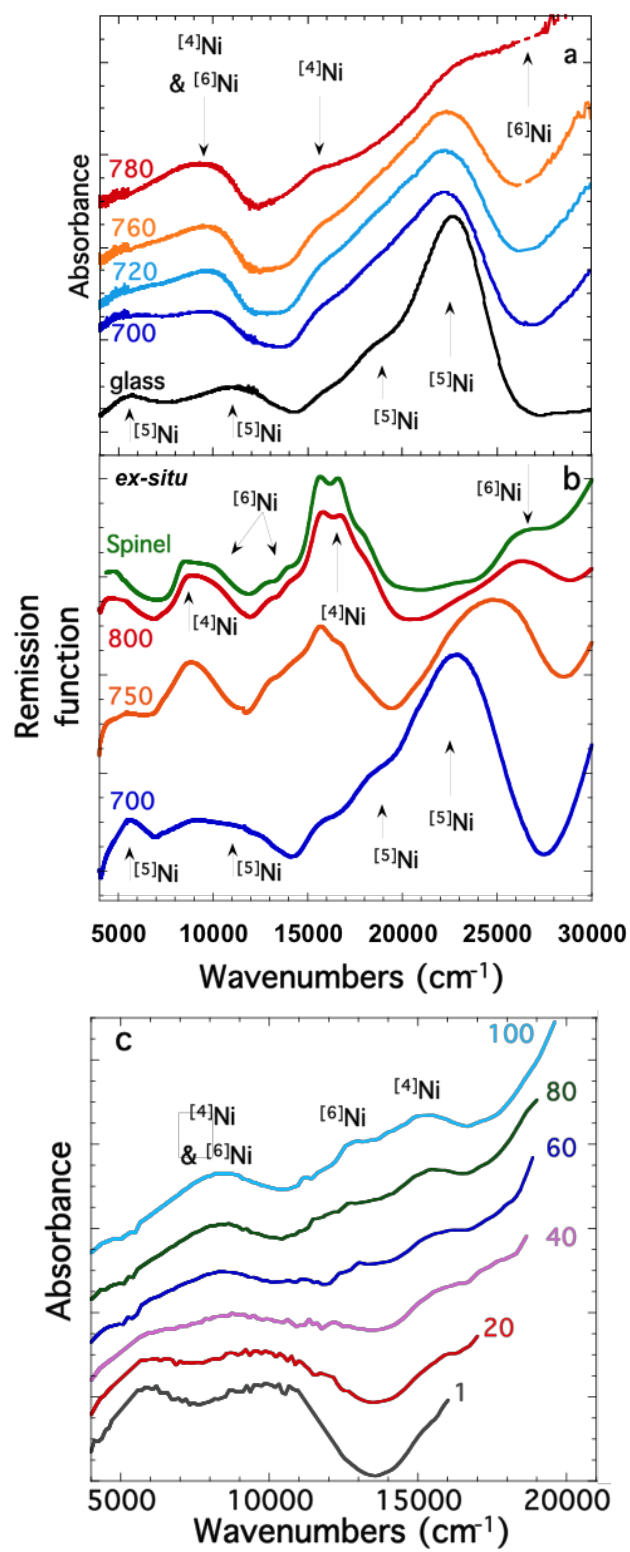 a
[4]Ni
& [6]Ni
[4]Ni
[6]Ni
780
760
720
700
glass
[5]Ni
[5]Ni
[5]Ni
[5]Ni
Absorbance
ex-situ
b
[6]Ni
[6]Ni
Spinel
[4]Ni
[4]Ni
800
750
700
[5]Ni
[5]Ni
[5]Ni
[5]Ni
Remission
function
5000 10000 15000 20000 25000 30000
Wavenumbers (cm-1)
c
100
[4]Ni
80
[6]Ni
[4]Ni
& [6]Ni
60
40
20
1
Absorbance
5000 10000 15000 20000
Wavenumbers (cm-1)